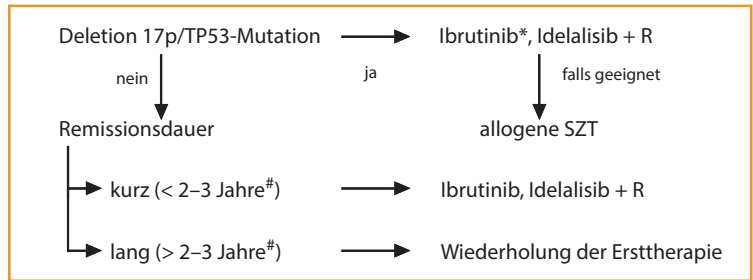 Deletion 17p/TP53-Mutation ja Ibrutinib*, Idelalisib + R
nein falls geeignet
Remissionsdauer allogene SZT
kurz (< 2–3 Jahre#) Ibrutinib, Idelalisib + R
lang (> 2–3 Jahre#) Wiederholung der Ersttherapie